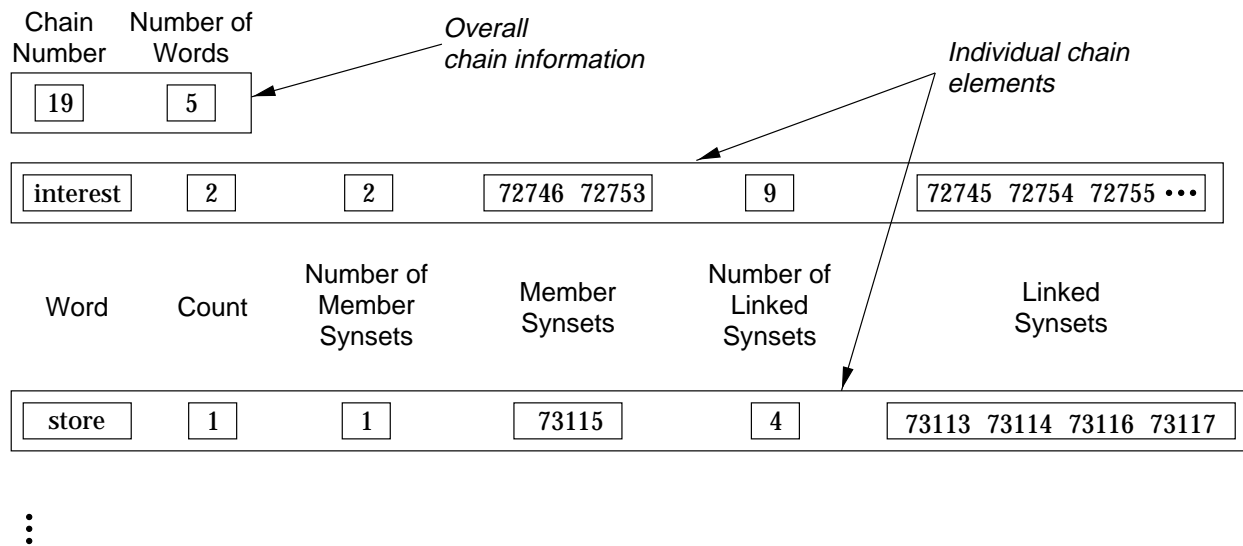 Chain Number
Number of Words
Overall chain information
Individual chain elements
19 5
interest 2 2 72746 72753 9 72745 72754 72755 •••
Word
Count
Number of Member Synsets
Member Synsets
Number of Linked Synsets
Linked Synsets
store 1 1 73115 4 73113 73114 73116 73117
⋮